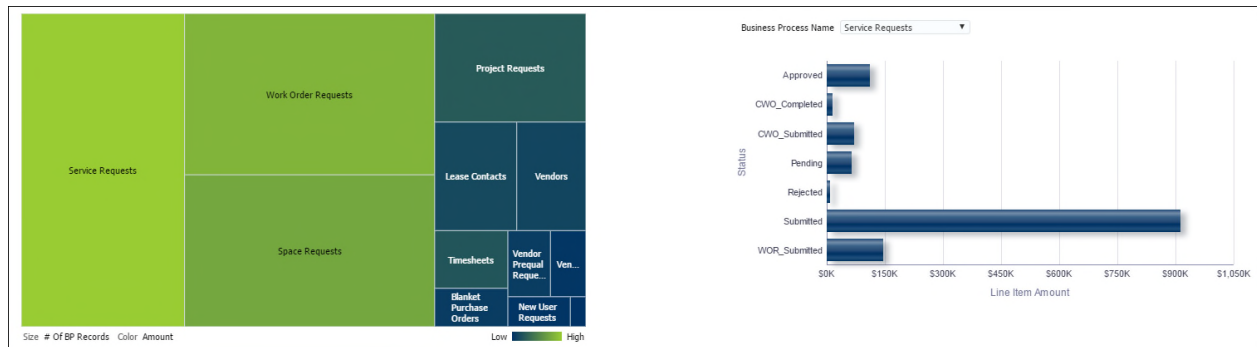 Service Requests
Work Order Requests
Space Requests
Project Requests
Lease Contacts
Vendors
Timesheets
Vendor
Prequal
Reque...
Ven...
Blanket
Purchase
Orders
New User
Requests
Size # Of BP Records Color Amount
Low High
Business Process Name Service Requests
Status
Approved
CWO_Completed
CWO_Submitted
Pending
Rejected
Submitted
WOR_Submitted
$0K $150K $300K $450K $600K $750K $900K $1,050K
Line Item Amount